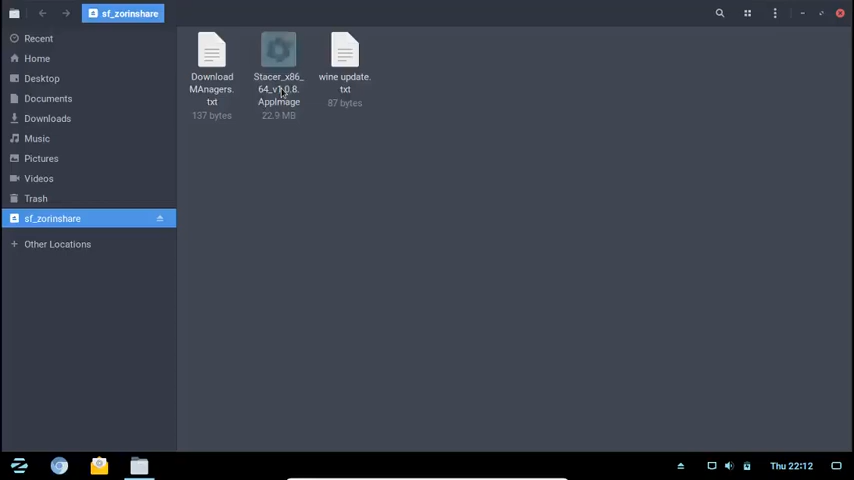 sf_zorinshare
Recent
Home
Desktop
Documents
Downloads
Music
Pictures
Videos
Trash
sf_zorinshare
Other Locations
Download
MAnagers.
txt
137 bytes
Stacer_x86_
64_v1.0.8.
AppImage
22.9 MB
wine update.
txt
87 bytes
Thu 22:12